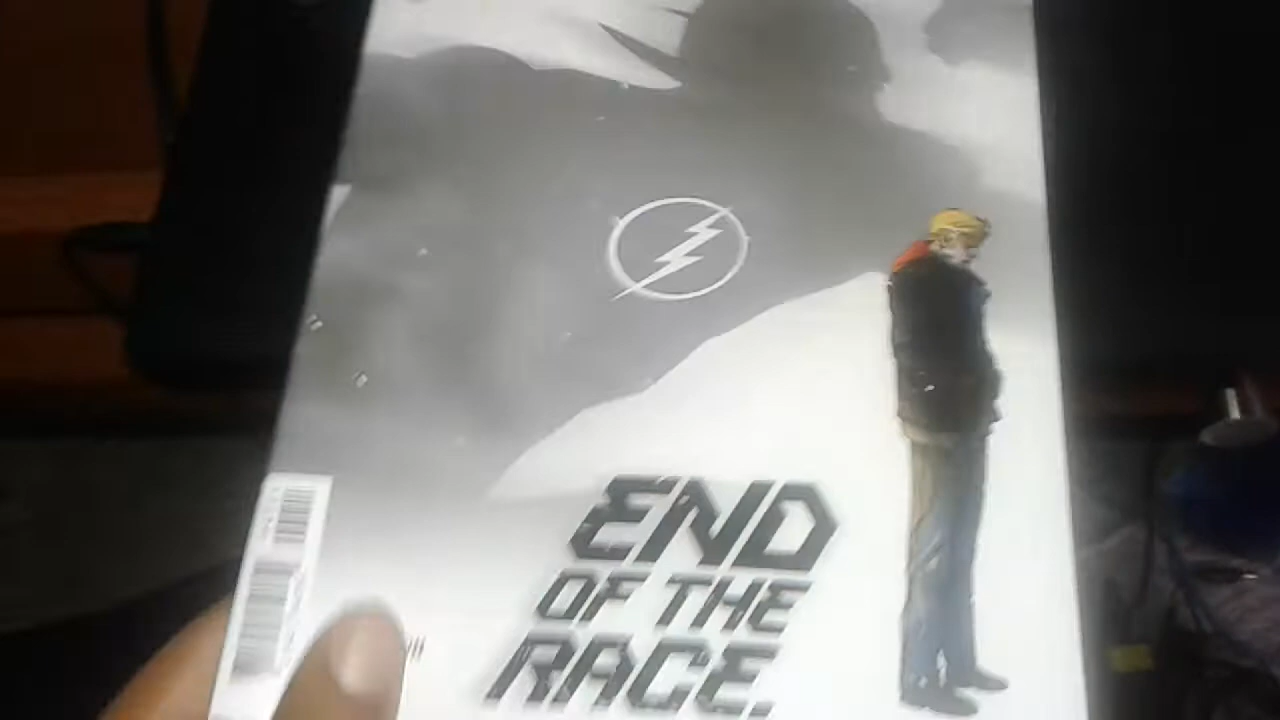 END
OF THE
RACE.